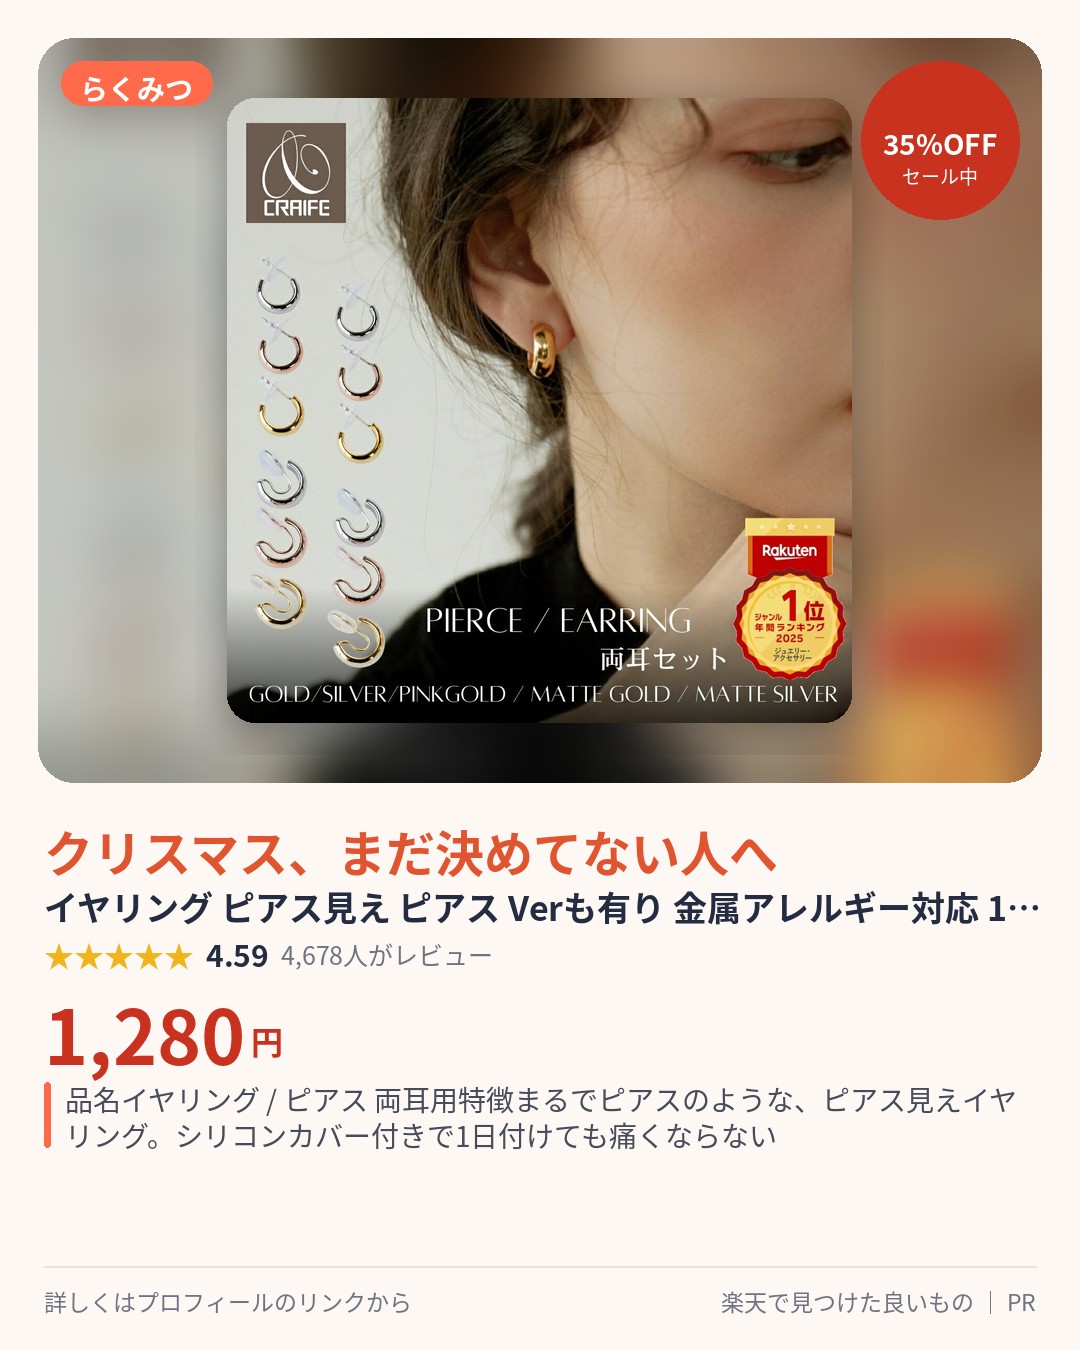 らくみつ
35%OFF
セール中
CRAIFE
Rakuten
ジャンル1位
年間ランキング
2025
ジュエリー・
アクセサリー
PIERCE / EARRING
両耳セット
GOLD/SILVER/PINKGOLD / MATTE GOLD / MATTE SILVER
クリスマス、まだ決めてない人へ
イヤリング ピアス見え ピアス Verも有り 金属アレルギー対応 1…
★★★★★ 4.59 4,678人がレビュー
1,280円
品名イヤリング / ピアス 両耳用特徴まるでピアスのような、ピアス見えイヤ
リング。シリコンカバー付きで1日付けても痛くならない
詳しくはプロフィールのリンクから
楽天で見つけた良いもの｜PR